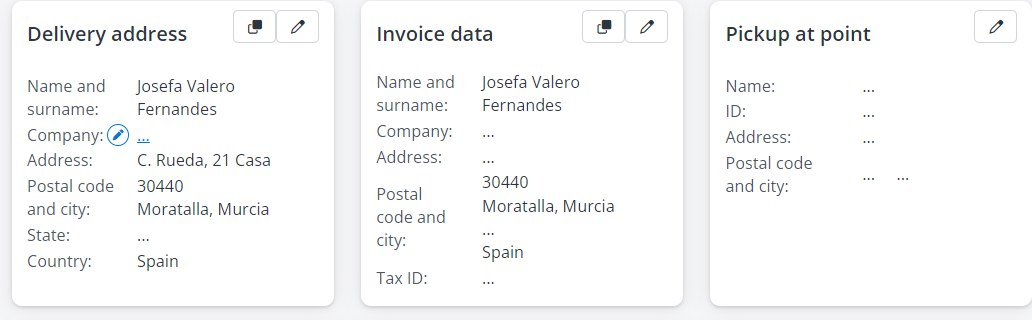 Delivery address
Name and surname: Josefa Valero Fernandes
Company: ...
Address: C. Rueda, 21 Casa
Postal code and city: 30440 Moratalla, Murcia
State: ...
Country: Spain
Invoice data
Name and surname: Josefa Valero Fernandes
Company: ...
Address: ...
Postal code and city: 30440 Moratalla, Murcia ... Spain
Tax ID: ...
Pickup at point
Name: ...
ID: ...
Address: ...
Postal code and city: ... ...